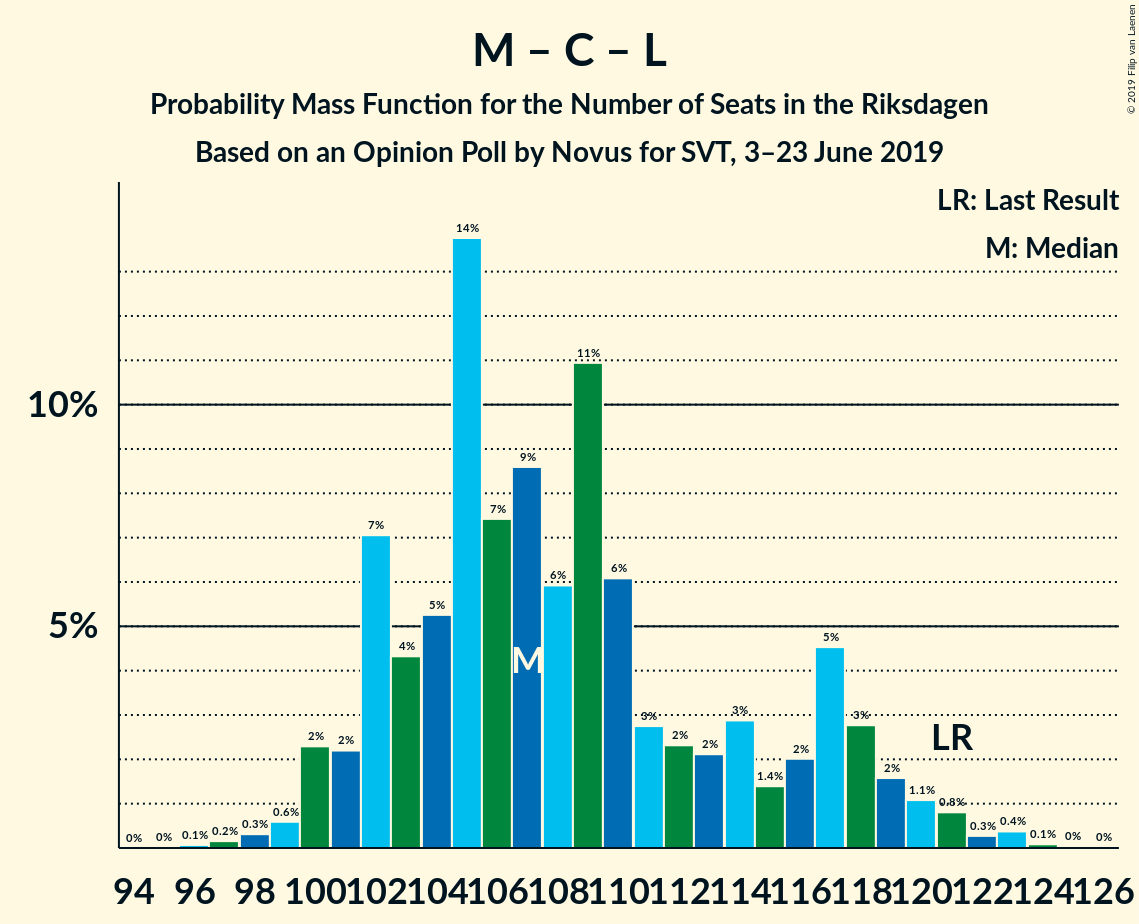 M – C – L
Probability Mass Function for the Number of Seats in the Riksdagen
Based on an Opinion Poll by Novus for SVT, 3–23 June 2019
© 2019 Filip van Laenen
LR: Last Result
M: Median
10%
5%
0% 0% 0.1% 0.2% 0.3% 0.6% 2% 2% 7% 4% 5% 14% 7% 9% 6% 11% 6% 3% 2% 2% 3% 1.4% 2% 5% 3% 2% 1.1% 0.8% 0.3% 0.4% 0.1% 0% 0%
M
LR
94 96 98 100 102 104 106 108 110 112 114 116 118 120 122 124 126